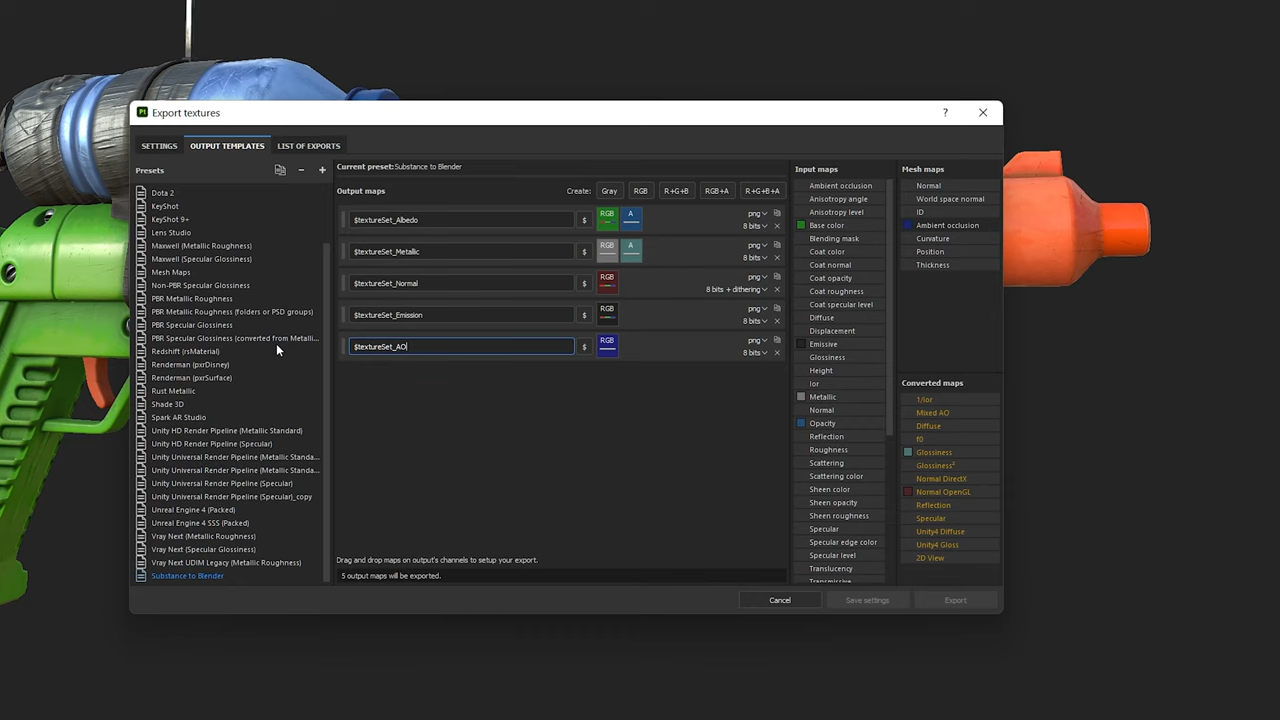 Export textures
?
SETTINGS
OUTPUT TEMPLATES
LIST OF EXPORTS
Presets
Dota 2
KeyShot
KeyShot 9+
Lens Studio
Maxwell (Metallic Roughness)
Maxwell (Specular Glossiness)
Mesh Maps
Non-PBR Specular Glossiness
PBR Metallic Roughness
PBR Metallic Roughness (folders or PSD groups)
PBR Specular Glossiness
PBR Specular Glossiness (converted from Metalli...
Redshift (rsMaterial)
Renderman (pxrDisney)
Renderman (pxrSurface)
Rust Metallic
Shade 3D
Spark AR Studio
Unity HD Render Pipeline (Metallic Standard)
Unity HD Render Pipeline (Specular)
Unity Universal Render Pipeline (Metallic Standa...
Unity Universal Render Pipeline (Metallic Standa...
Unity Universal Render Pipeline (Specular)
Unity Universal Render Pipeline (Specular)_copy
Unreal Engine 4 (Packed)
Unreal Engine 4 SSS (Packed)
Vray Next (Metallic Roughness)
Vray Next (Specular Glossiness)
Vray Next UDIM Legacy (Metallic Roughness)
Substance to Blender
Current preset:Substance to Blender
Output maps
Create: Gray RGB R+G+B RGB+A R+G+B+A
$textureSet_Albedo $ RGB A png
8 bits
$textureSet_Metallic $ RGB A png
8 bits
$textureSet_Normal $ RGB png
8 bits + dithering
$textureSet_Emission $ RGB png
8 bits
$textureSet_AO $ RGB png
8 bits
Drag and drop maps on output's channels to setup your export.
5 output maps will be exported.
Input maps
Ambient occlusion
Anisotropy angle
Anisotropy level
Base color
Blending mask
Coat color
Coat normal
Coat opacity
Coat roughness
Coat specular level
Diffuse
Displacement
Emissive
Glossiness
Height
Ior
Metallic
Normal
Opacity
Reflection
Roughness
Scattering
Scattering color
Sheen color
Sheen opacity
Sheen roughness
Specular
Specular edge color
Specular level
Translucency
Transmissive
Mesh maps
Normal
World space normal
ID
Ambient occlusion
Curvature
Position
Thickness
Converted maps
1/ior
Mixed AO
Diffuse
f0
Glossiness
Glossiness²
Normal DirectX
Normal OpenGL
Reflection
Specular
Unity4 Diffuse
Unity4 Gloss
2D View
Cancel
Save settings
Export